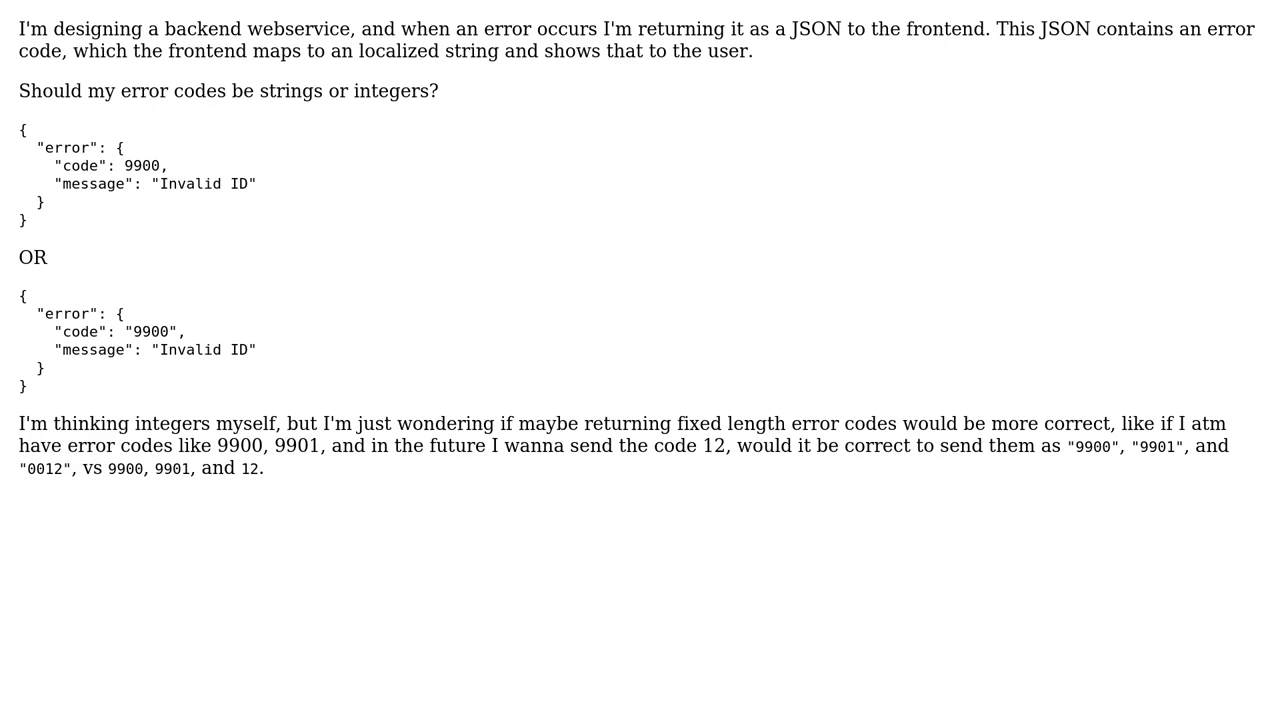 I'm designing a backend webservice, and when an error occurs I'm returning it as a JSON to the frontend. This JSON contains an error
code, which the frontend maps to an localized string and shows that to the user.
Should my error codes be strings or integers?
{
  "error": {
    "code": 9900,
    "message": "Invalid ID"
  }
}
OR
{
  "error": {
    "code": "9900",
    "message": "Invalid ID"
  }
}
I'm thinking integers myself, but I'm just wondering if maybe returning fixed length error codes would be more correct, like if I atm
have error codes like 9900, 9901, and in the future I wanna send the code 12, would it be correct to send them as "9900", "9901", and
"0012", vs 9900, 9901, and 12.